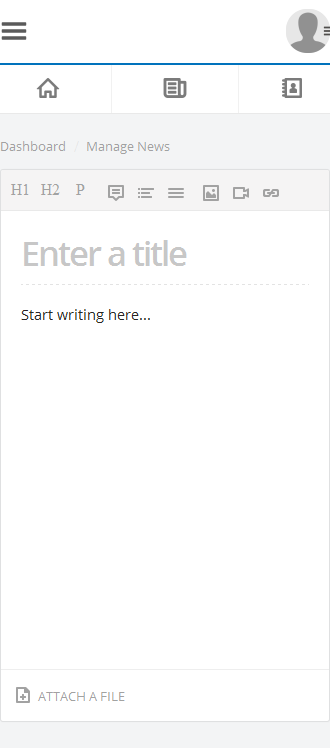 Dashboard / Manage News
H1 H2 P
Enter a title
Start writing here...
ATTACH A FILE